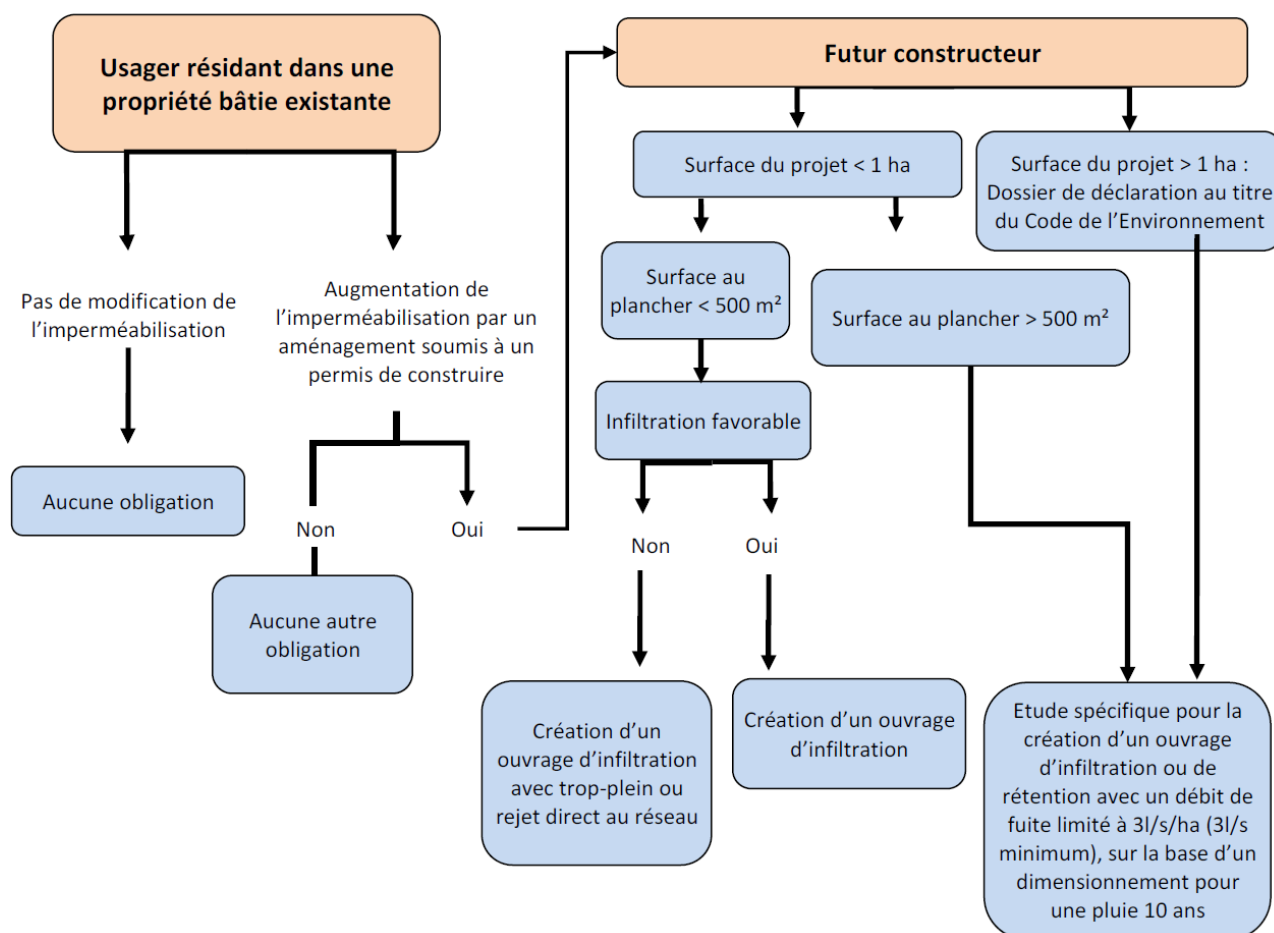 Usager résidant dans une
propriété bâtie existante
Futur constructeur
Surface du projet < 1 ha
Surface du projet > 1 ha :
Dossier de déclaration au titre
du Code de l’Environnement
Pas de modification de
l’imperméabilisation
Augmentation de
l’imperméabilisation par un
aménagement soumis à un
permis de construire
Surface au
plancher < 500 m²
Surface au plancher > 500 m²
Infiltration favorable
Aucune obligation
Non
Oui
Non
Oui
Aucune autre
obligation
Création d’un
ouvrage d’infiltration
avec trop-plein ou
rejet direct au réseau
Création d’un ouvrage
d’infiltration
Etude spécifique pour la
création d’un ouvrage
d’infiltration ou de
rétention avec un débit de
fuite limité à 3l/s/ha (3l/s
minimum), sur la base d’un
dimensionnement pour
une pluie 10 ans